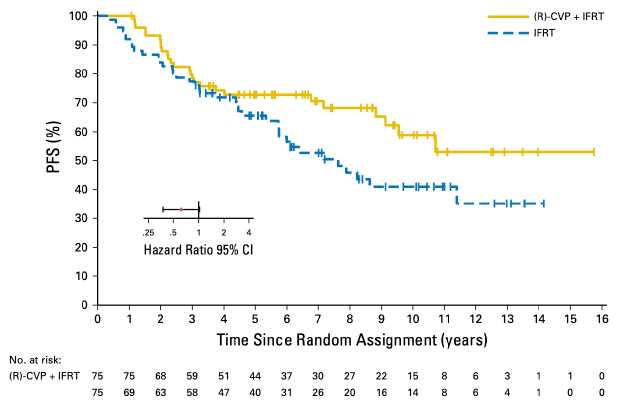 (R)-CVP + IFRT
IFRT
PFS (%)
100
90
80
70
60
50
40
30
20
10
0
.25 .5 1 2 4
Hazard Ratio 95% CI
0 1 2 3 4 5 6 7 8 9 10 11 12 13 14 15 16
Time Since Random Assignment (years)
No. at risk:
(R)-CVP + IFRT 75 75 68 59 51 44 37 30 27 22 15 8 6 3 1 1 0
75 69 63 58 47 40 31 26 20 16 14 8 6 4 1 0 0